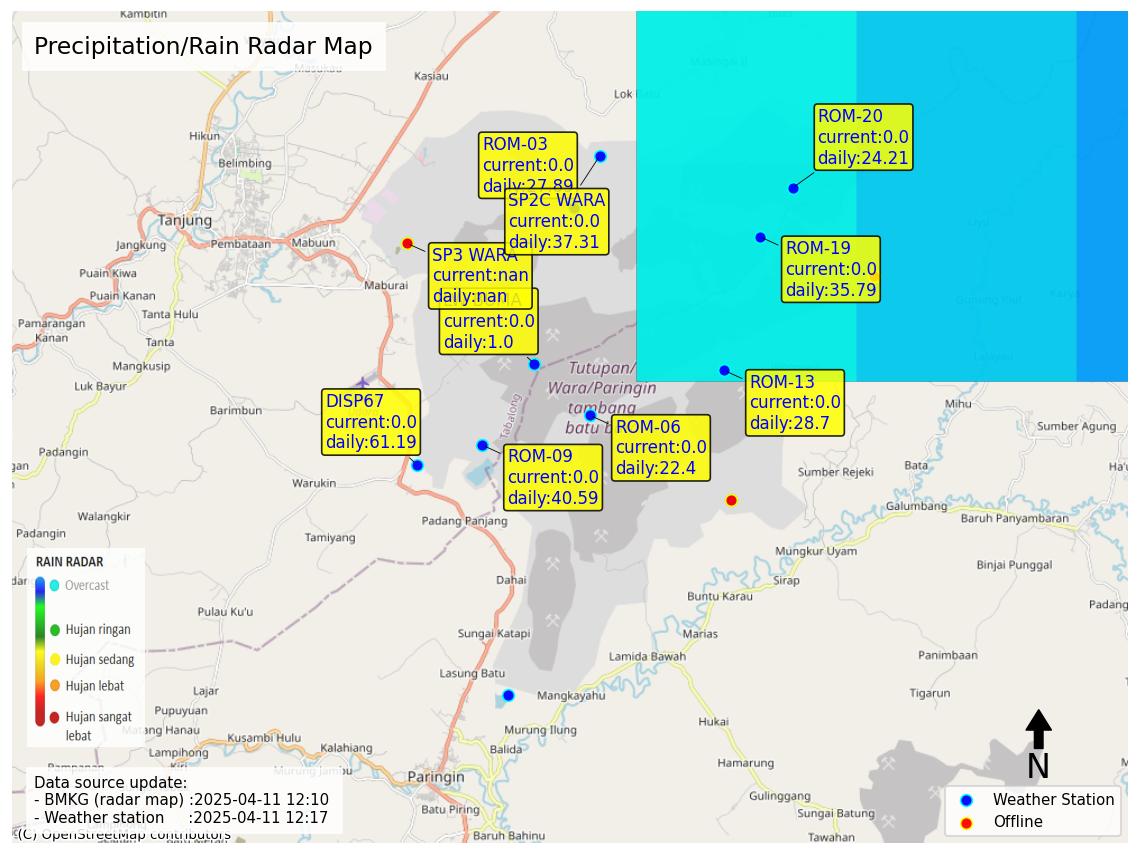 Kambitin
Precipitation/Rain Radar Map
Masukau
Kasiau
Masingai II
Lok Batu
Hikun
Belimbing
ROM-20
current:0.0
daily:24.21
ROM-03
current:0.0
daily:27.89
SP2C WARA
current:0.0
daily:37.31
Tanjung
Jangkung
Pembataan
Mabuun
ROM-19
current:0.0
daily:35.79
SP3 WARA
current:nan
daily:nan
current:0.0
daily:1.0
Puain Kiwa
Maburai
Puain Kanan
Tanta Hulu
Pamarangan
Kanan
Tanta
Mangkusip
Luk Bayur
Tutupan/
Wara/Paringin
tambang
batu
Tabalong
ROM-13
current:0.0
daily:28.7
Barimbun
DISP67
current:0.0
daily:61.19
ROM-06
current:0.0
daily:22.4
ROM-09
current:0.0
daily:40.59
Mihu
Sumber Agung
Padangin
Warukin
Sumber Rejeki
Bata
Galumbang
Baruh Panyambaran
Walangkir
Padangin
Tamiyang
Padang Panjang
Mungkur Uyam
Binjai Punggal
Sirap
Dahai
Buntu Karau
Padang
RAIN RADAR
Overcast
Hujan ringan
Hujan sedang
Hujan lebat
Hujan sangat
lebat
Pulau Ku'u
Sungai Katapi
Marias
Lamida Bawah
Panimbaan
Lasung Batu
Lajar
Mangkayahu
Tigarun
Pupuyuan
Matang Hanau
Murung Ilung
Hukai
Lampihong
Kusambi Hulu
Kalahiang
Balida
Hamarung
N
Murung Jambu
Paringin
Data source update:
- BMKG (radar map) :2025-04-11 12:10
- Weather station :2025-04-11 12:17
(C) OpenStreetMap contributors
Batu Piring
Baruh Bahinu
Gulinggang
Sungai Batung
Tawahan
Weather Station
Offline